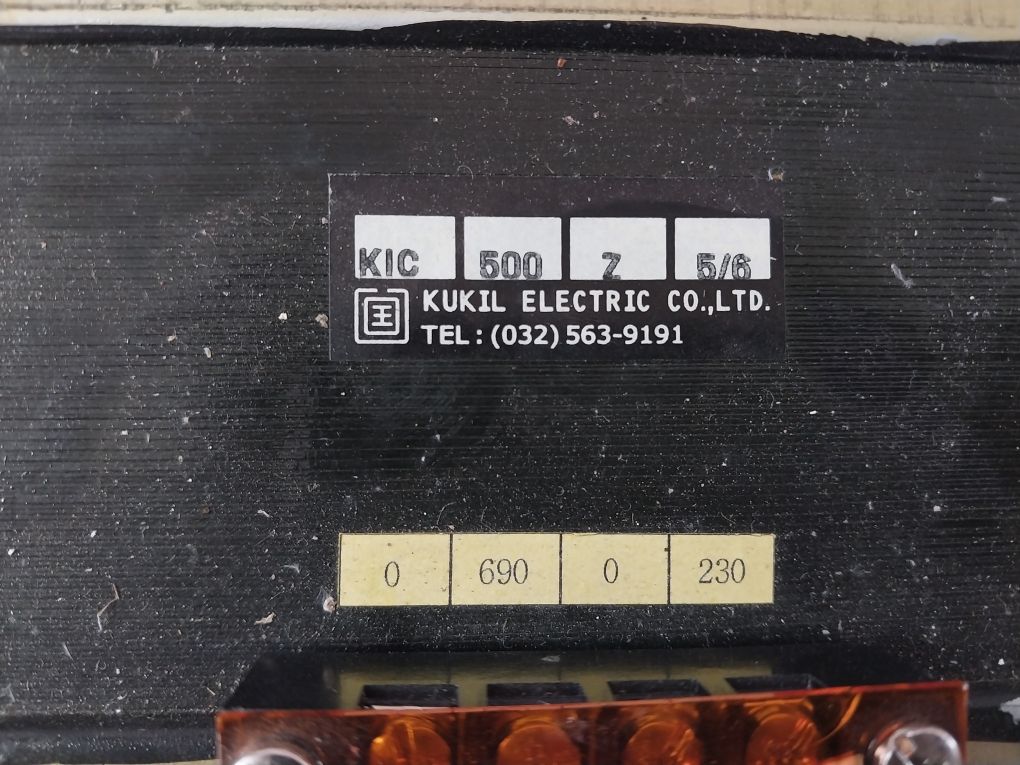 KIC 500 Z 5/6
KUKIL ELECTRIC CO.,LTD.
TEL : (032) 563-9191
0 690 0 230